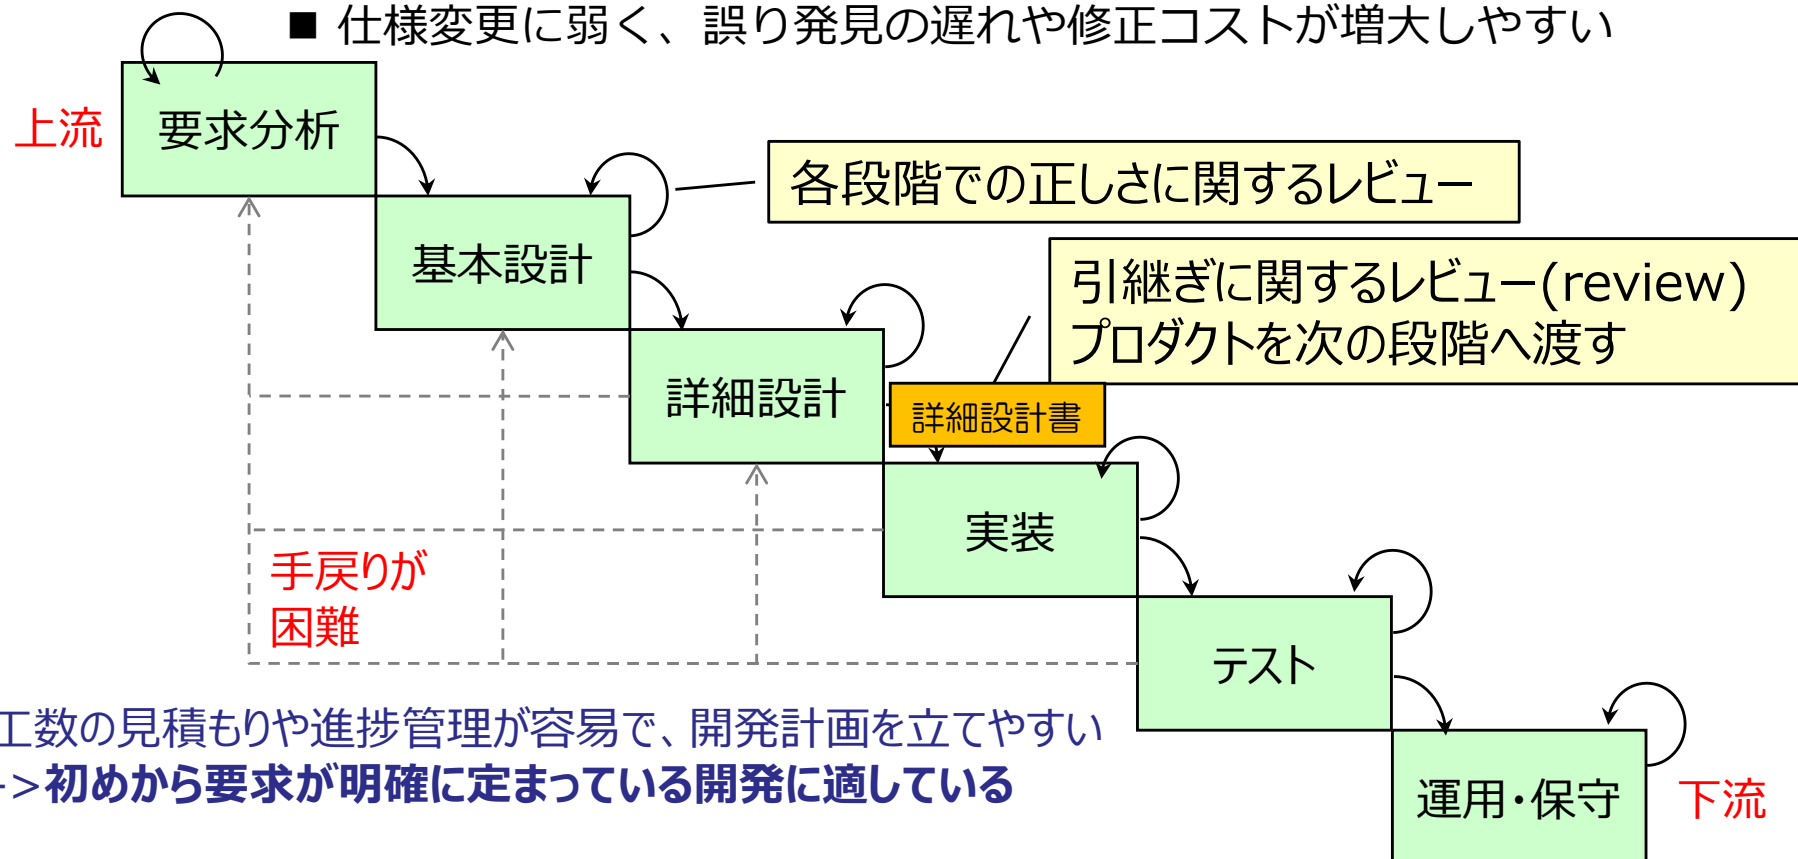 ■ 仕様変更に弱く、誤り発見の遅れや修正コストが増大しやすい
上流
要求分析
各段階での正しさに関するレビュー
基本設計
引継ぎに関するレビュー(review)
プロダクトを次の段階へ渡す
詳細設計
詳細設計書
実装
手戻りが
困難
テスト
工数の見積もりや進捗管理が容易で、開発計画を立てやすい
->初めから要求が明確に定まっている開発に適している
運用・保守
下流